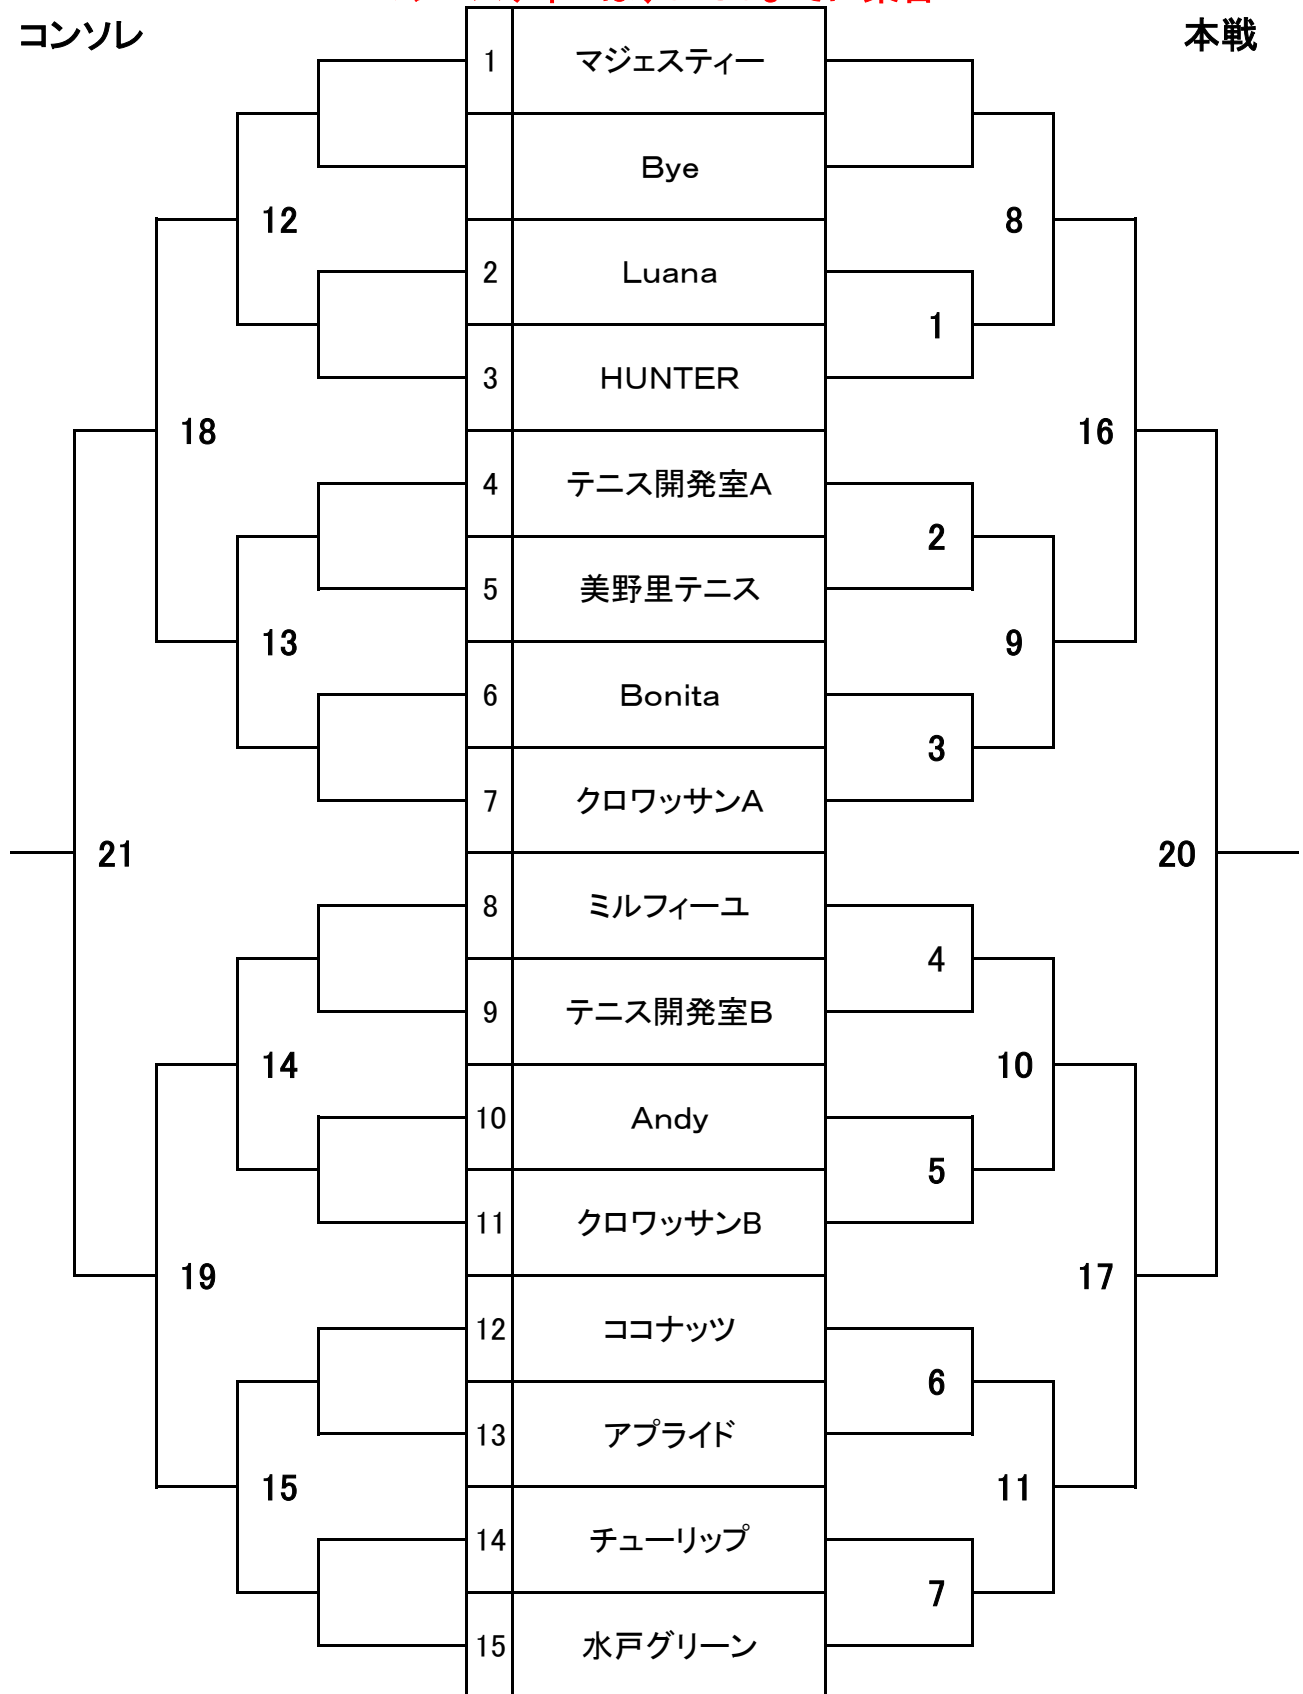 コンソレ
本戦
1 マジェスティー
Bye
12
8
2 Luana
1
3 HUNTER
18
16
4 テニス開発室A
2
5 美野里テニス
13
9
6 Bonita
3
7 クロワッサンA
21
20
8 ミルフィーユ
4
9 テニス開発室B
14
10
10 Andy
5
11 クロワッサンB
19
17
12 ココナッツ
6
13 アプライド
15
11
14 チューリップ
7
15 水戸グリーン